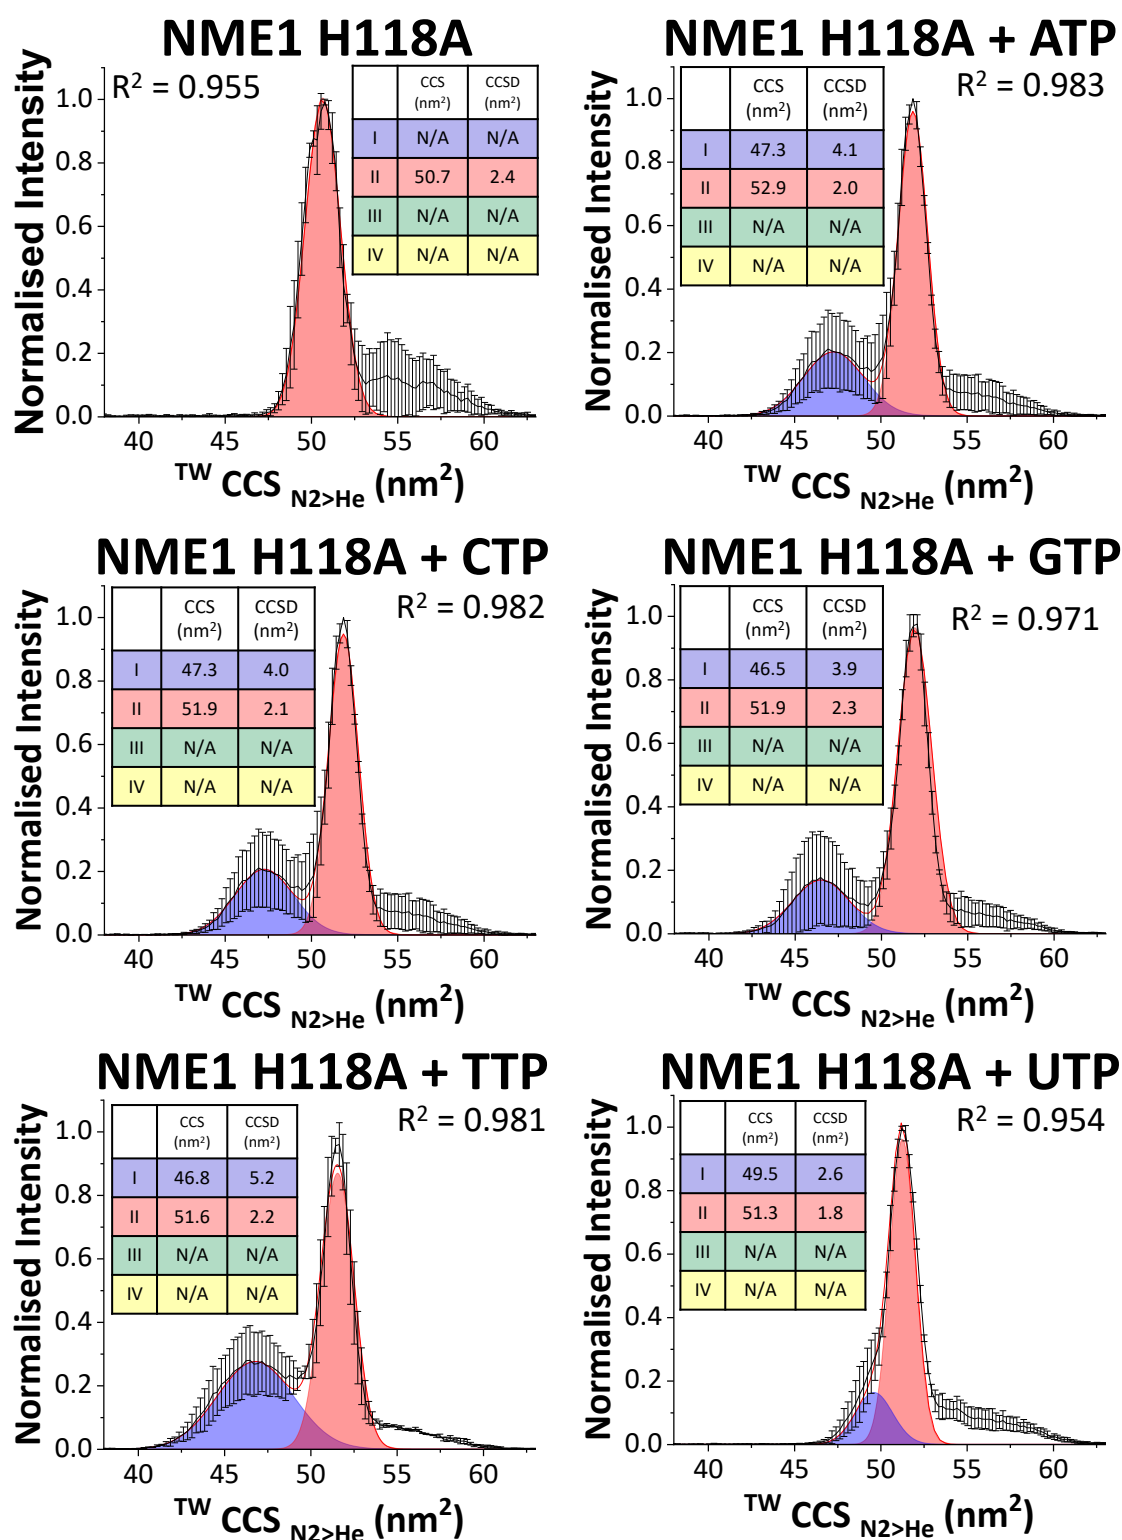 NME1 H118A
R² = 0.955
CCS (nm²) CCSD (nm²)
I N/A N/A
II 50.7 2.4
III N/A N/A
IV N/A N/A
Normalised Intensity
1.0
0.8
0.6
0.4
0.2
0.0
40 45 50 55 60
TW CCS N2>He (nm²)
NME1 H118A + ATP
R² = 0.983
CCS (nm²) CCSD (nm²)
I 47.3 4.1
II 52.9 2.0
III N/A N/A
IV N/A N/A
Normalised Intensity
1.0
0.8
0.6
0.4
0.2
0.0
40 45 50 55 60
TW CCS N2>He (nm²)
NME1 H118A + CTP
R² = 0.982
CCS (nm²) CCSD (nm²)
I 47.3 4.0
II 51.9 2.1
III N/A N/A
IV N/A N/A
Normalised Intensity
1.0
0.8
0.6
0.4
0.2
0.0
40 45 50 55 60
TW CCS N2>He (nm²)
NME1 H118A + GTP
R² = 0.971
CCS (nm²) CCSD (nm²)
I 46.5 3.9
II 51.9 2.3
III N/A N/A
IV N/A N/A
Normalised Intensity
1.0
0.8
0.6
0.4
0.2
0.0
40 45 50 55 60
TW CCS N2>He (nm²)
NME1 H118A + TTP
R² = 0.981
CCS (nm²) CCSD (nm²)
I 46.8 5.2
II 51.6 2.2
III N/A N/A
IV N/A N/A
Normalised Intensity
1.0
0.8
0.6
0.4
0.2
0.0
40 45 50 55 60
TW CCS N2>He (nm²)
NME1 H118A + UTP
R² = 0.954
CCS (nm²) CCSD (nm²)
I 49.5 2.6
II 51.3 1.8
III N/A N/A
IV N/A N/A
Normalised Intensity
1.0
0.8
0.6
0.4
0.2
0.0
40 45 50 55 60
TW CCS N2>He (nm²)